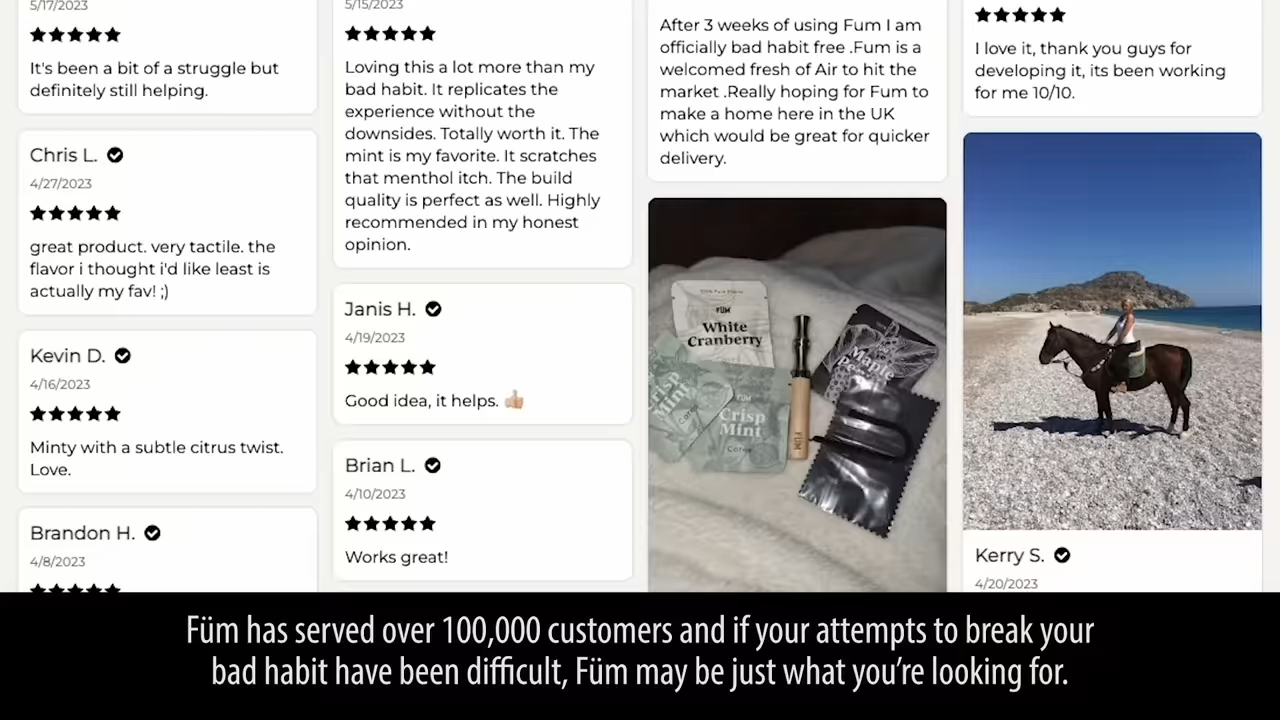 5/17/2023
It's been a bit of a struggle but
definitely still helping.
Chris L.
4/27/2023
great product. very tactile. the
flavor i thought i'd like least is
actually my fav! ;)
Kevin D.
4/16/2023
Minty with a subtle citrus twist.
Love.
Brandon H.
4/8/2023
5/15/2023
Loving this a lot more than my
bad habit. It replicates the
experience without the
downsides. Totally worth it. The
mint is my favorite. It scratches
that menthol itch. The build
quality is perfect as well. Highly
recommended in my honest
opinion.
Janis H.
4/19/2023
Good idea, it helps. 👍🏼
Brian L.
4/10/2023
Works great!
After 3 weeks of using Fum I am
officially bad habit free .Fum is a
welcomed fresh of Air to hit the
market .Really hoping for Fum to
make a home here in the UK
which would be great for quicker
delivery.
FÜM
White
Cranberry
Maple
Crisp
Mint
FÜM
Crisp
Mint
Cores
FÜM
I love it, thank you guys for
developing it, its been working
for me 10/10.
Kerry S.
4/20/2023
Füm has served over 100,000 customers and if your attempts to break your
bad habit have been difficult, Füm may be just what you’re looking for.